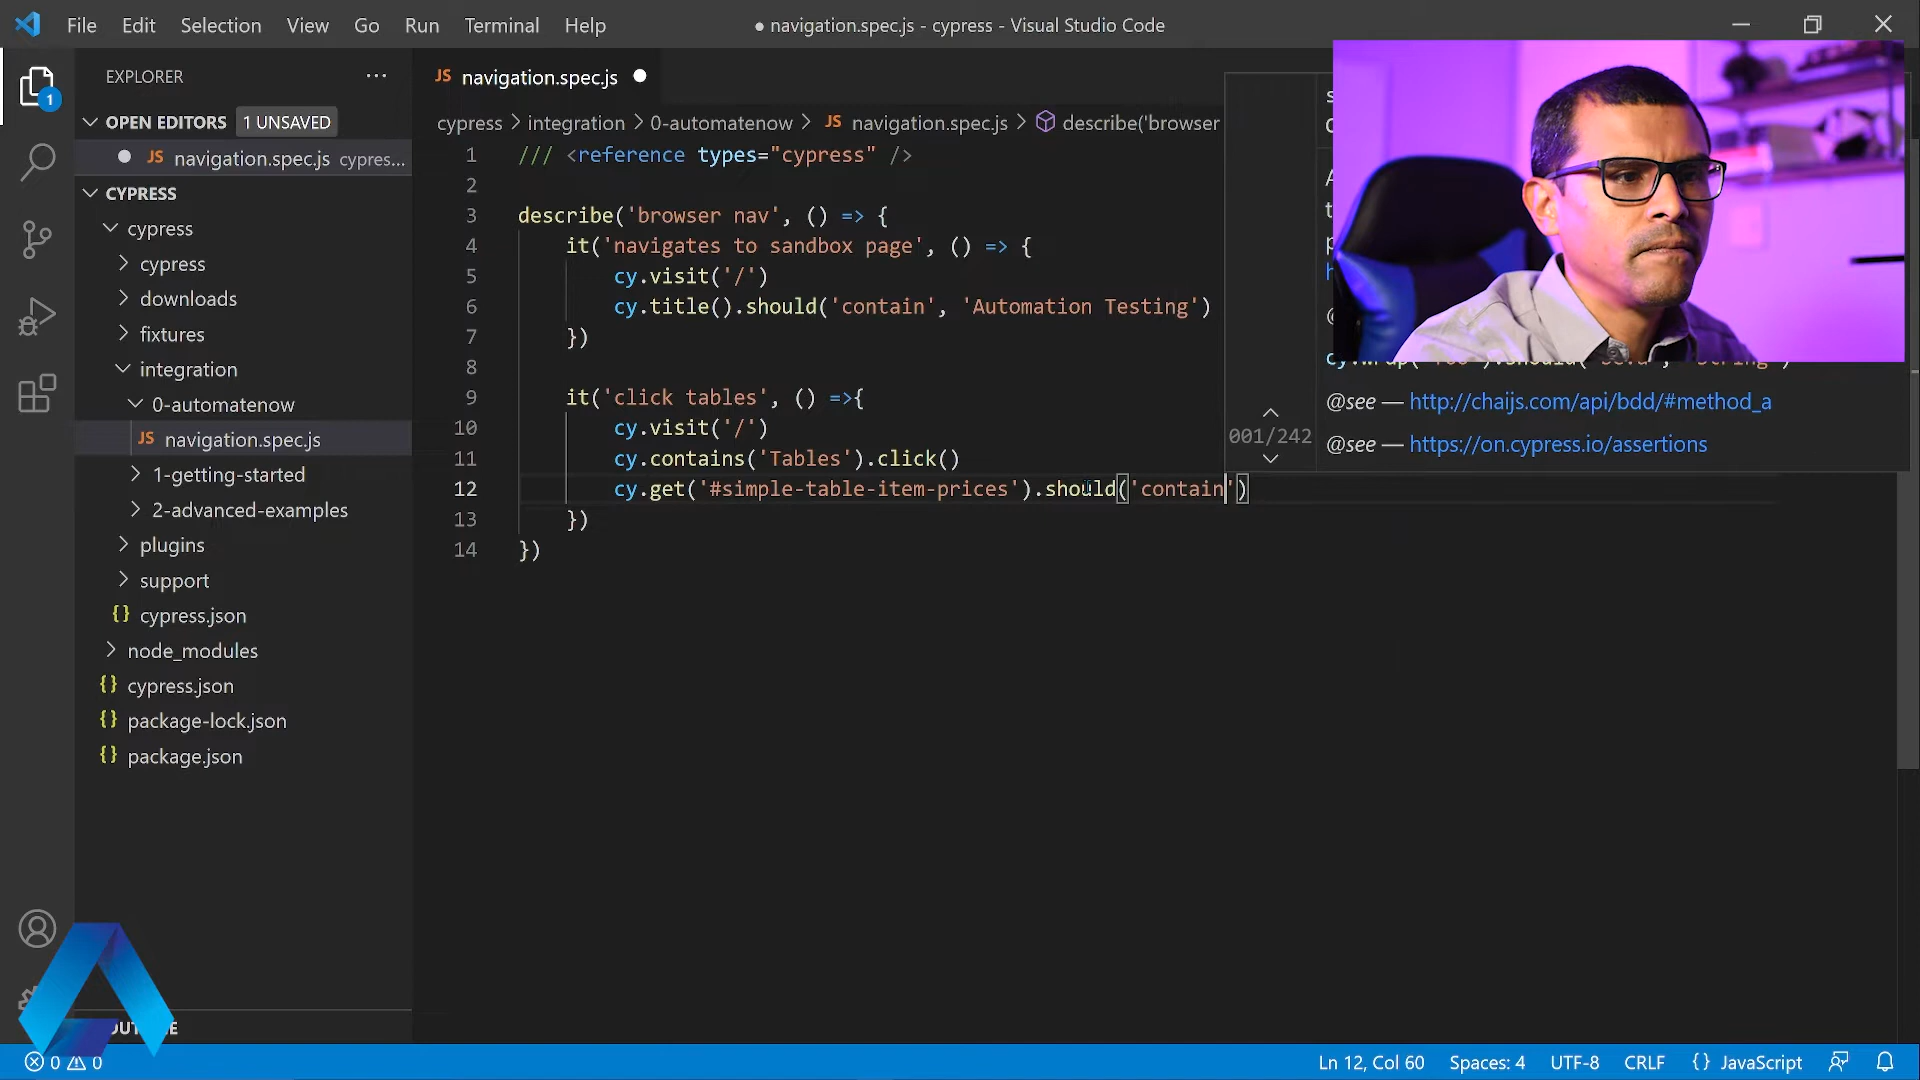 File Edit Selection View Go Run Terminal Help
● navigation.spec.js - cypress - Visual Studio Code
EXPLORER
OPEN EDITORS 1 UNSAVED
JS navigation.spec.js cypres...
CYPRESS
cypress
cypress
downloads
fixtures
integration
0-automatenow
JS navigation.spec.js
1-getting-started
2-advanced-examples
plugins
support
{} cypress.json
node_modules
{} cypress.json
{} package-lock.json
{} package.json
1
JS navigation.spec.js
cypress > integration > 0-automatenow > JS navigation.spec.js > describe('browser
1 /// <reference types="cypress" />
2
3 describe('browser nav', () => {
4 it('navigates to sandbox page', () => {
5 cy.visit('/')
6 cy.title().should('contain', 'Automation Testing')
7 })
8
9 it('click tables', () =>{
10 cy.visit('/')
11 cy.contains('Tables').click()
12 cy.get('#simple-table-item-prices').should('contain')
13 })
14 })
001/242
@see — http://chaijs.com/api/bdd/#method_a
@see — https://on.cypress.io/assertions
0 0
Ln 12, Col 60 Spaces: 4 UTF-8 CRLF {} JavaScript